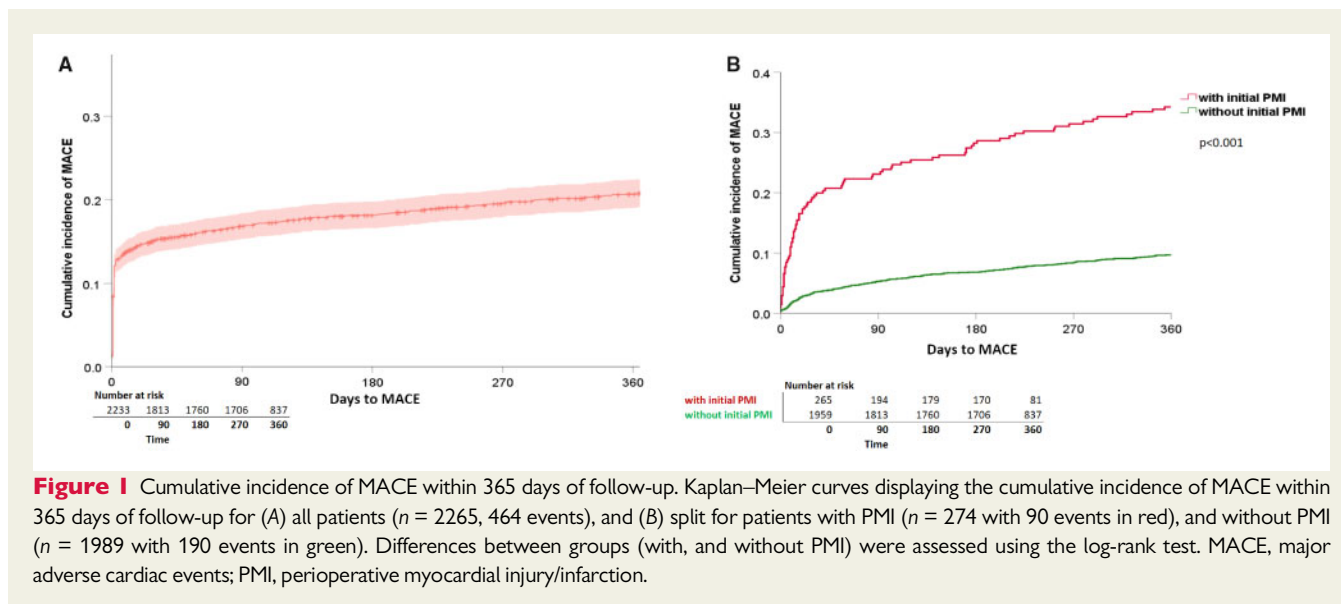 A
Cumulative incidence of MACE
0.3
0.2
0.1
0.0
0 90 180 270 360
Days to MACE
Number at risk
2233 1813 1760 1706 837
0 90 180 270 360
Time
B
Cumulative incidence of MACE
0.4
0.3
0.2
0.1
0.0
0 90 180 270 360
Days to MACE
with initial PMI
without initial PMI
p<0.001
Number at risk
with initial PMI 265 194 179 170 81
without initial PMI 1959 1813 1760 1706 837
0 90 180 270 360
Time
Figure 1 Cumulative incidence of MACE within 365 days of follow-up. Kaplan–Meier curves displaying the cumulative incidence of MACE within
365 days of follow-up for (A) all patients (n = 2265, 464 events), and (B) split for patients with PMI (n = 274 with 90 events in red), and without PMI
(n = 1989 with 190 events in green). Differences between groups (with, and without PMI) were assessed using the log-rank test. MACE, major
adverse cardiac events; PMI, perioperative myocardial injury/infarction.